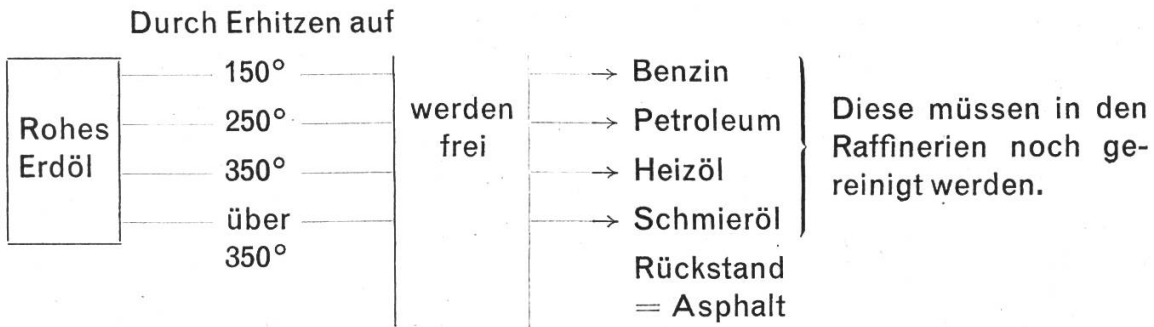 Durch Erhitzen auf
Rohes
Erdöl
150°
250°
350°
über
350°
werden
frei
→ Benzin
→ Petroleum
→ Heizöl
→ Schmieröl
Rückstand
= Asphalt
Diese müssen in den
Raffinerien noch ge-
reinigt werden.